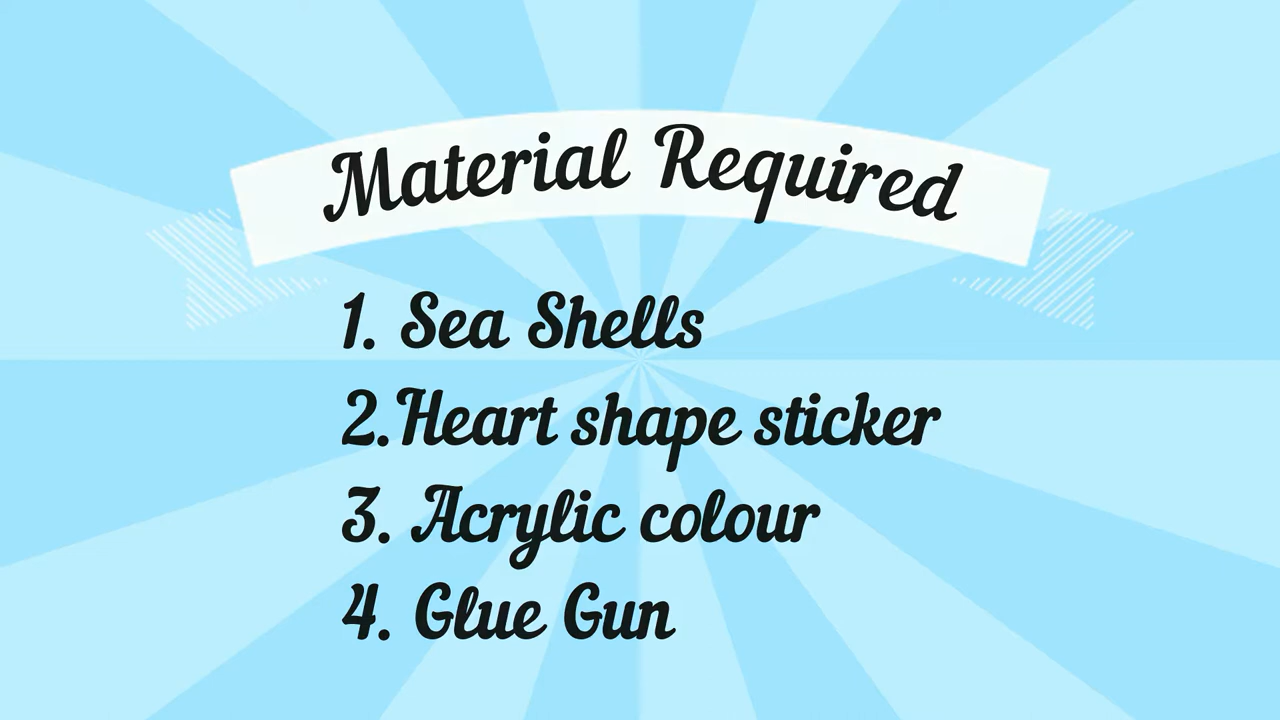 Material Required
1. Sea Shells
2.Heart shape sticker
3. Acrylic colour
4. Glue Gun